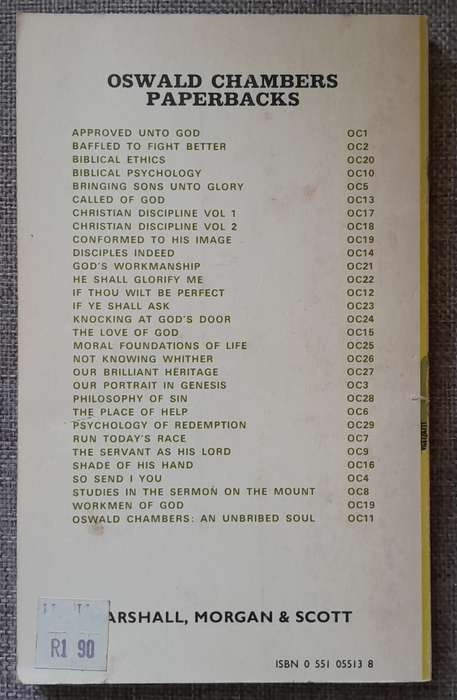 OSWALD CHAMBERS
PAPERBACKS
APPROVED UNTO GOD OC1
BAFFLED TO FIGHT BETTER OC2
BIBLICAL ETHICS OC20
BIBLICAL PSYCHOLOGY OC10
BRINGING SONS UNTO GLORY OC5
CALLED OF GOD OC13
CHRISTIAN DISCIPLINE VOL 1 OC17
CHRISTIAN DISCIPLINE VOL 2 OC18
CONFORMED TO HIS IMAGE OC19
DISCIPLES INDEED OC14
GOD'S WORKMANSHIP OC21
HE SHALL GLORIFY ME OC22
IF THOU WILT BE PERFECT OC12
IF YE SHALL ASK OC23
KNOCKING AT GOD'S DOOR OC24
THE LOVE OF GOD OC15
MORAL FOUNDATIONS OF LIFE OC25
NOT KNOWING WHITHER OC26
OUR BRILLIANT HERITAGE OC27
OUR PORTRAIT IN GENESIS OC3
PHILOSOPHY OF SIN OC28
THE PLACE OF HELP OC6
PSYCHOLOGY OF REDEMPTION OC29
RUN TODAY'S RACE OC7
THE SERVANT AS HIS LORD OC9
SHADE OF HIS HAND OC16
SO SEND I YOU OC4
STUDIES IN THE SERMON ON THE MOUNT OC8
WORKMEN OF GOD OC19
OSWALD CHAMBERS: AN UNBRIBED SOUL OC11
ARSHALL, MORGAN & SCOTT
R1 90
ISBN 0 551 05513 8